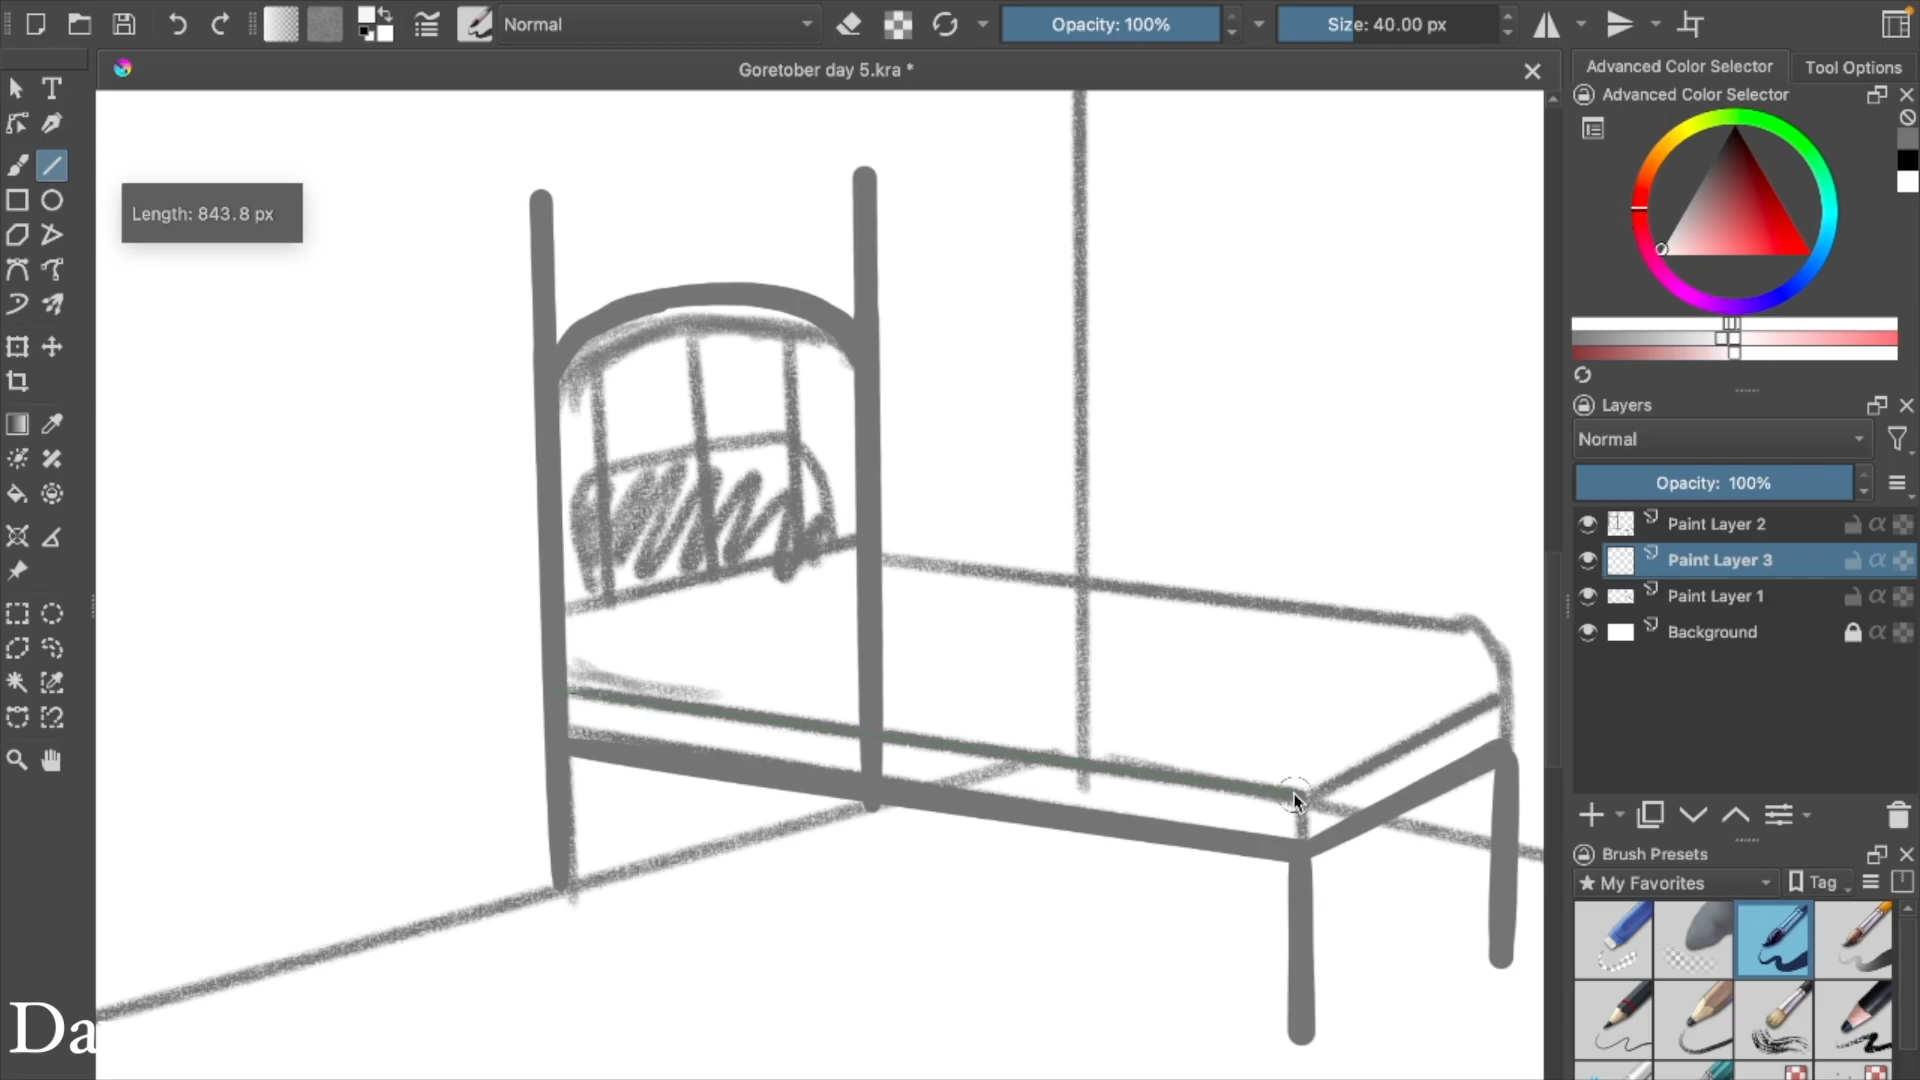 Normal
Opacity: 100%
Size: 40.00 px
Goretober day 5.kra *
Advanced Color Selector
Tool Options
Advanced Color Selector
Length: 843.8 px
Layers
Normal
Opacity: 100%
Paint Layer 2
Paint Layer 3
Paint Layer 1
Background
Brush Presets
★ My Favorites
Tag
Da